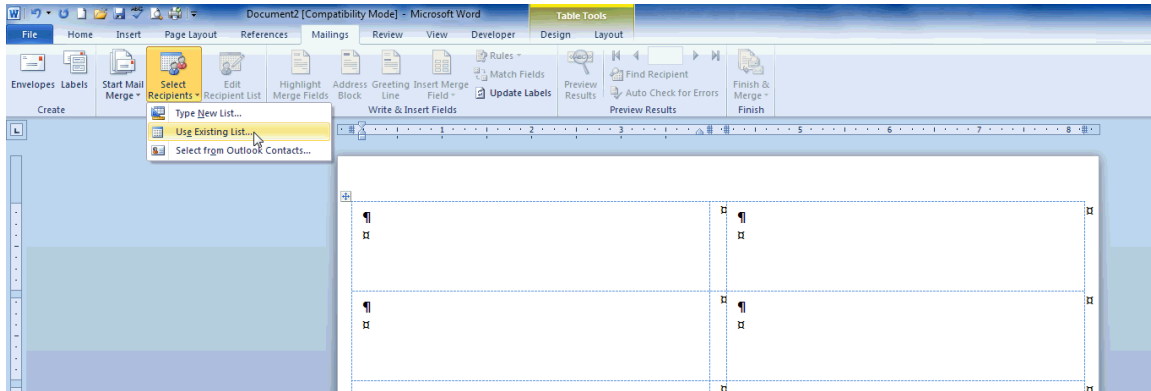 Document2 [Compatibility Mode] - Microsoft Word
Table Tools
File Home Insert Page Layout References Mailings Review View Developer Design Layout
Envelopes Labels
Create
Start Mail Merge
Select Recipients
Edit Recipient List
Highlight Merge Fields
Address Block
Greeting Line
Insert Merge Field
Rules
Match Fields
Update Labels
Write & Insert Fields
Preview Results
Find Recipient
Auto Check for Errors
Preview Results
Finish & Merge
Finish
Type New List...
Use Existing List...
Select from Outlook Contacts...
1 2 3 5 6 7 8
¶ ¤ ¶ ¤
¤ ¤
¶ ¤ ¶ ¤
¤ ¤